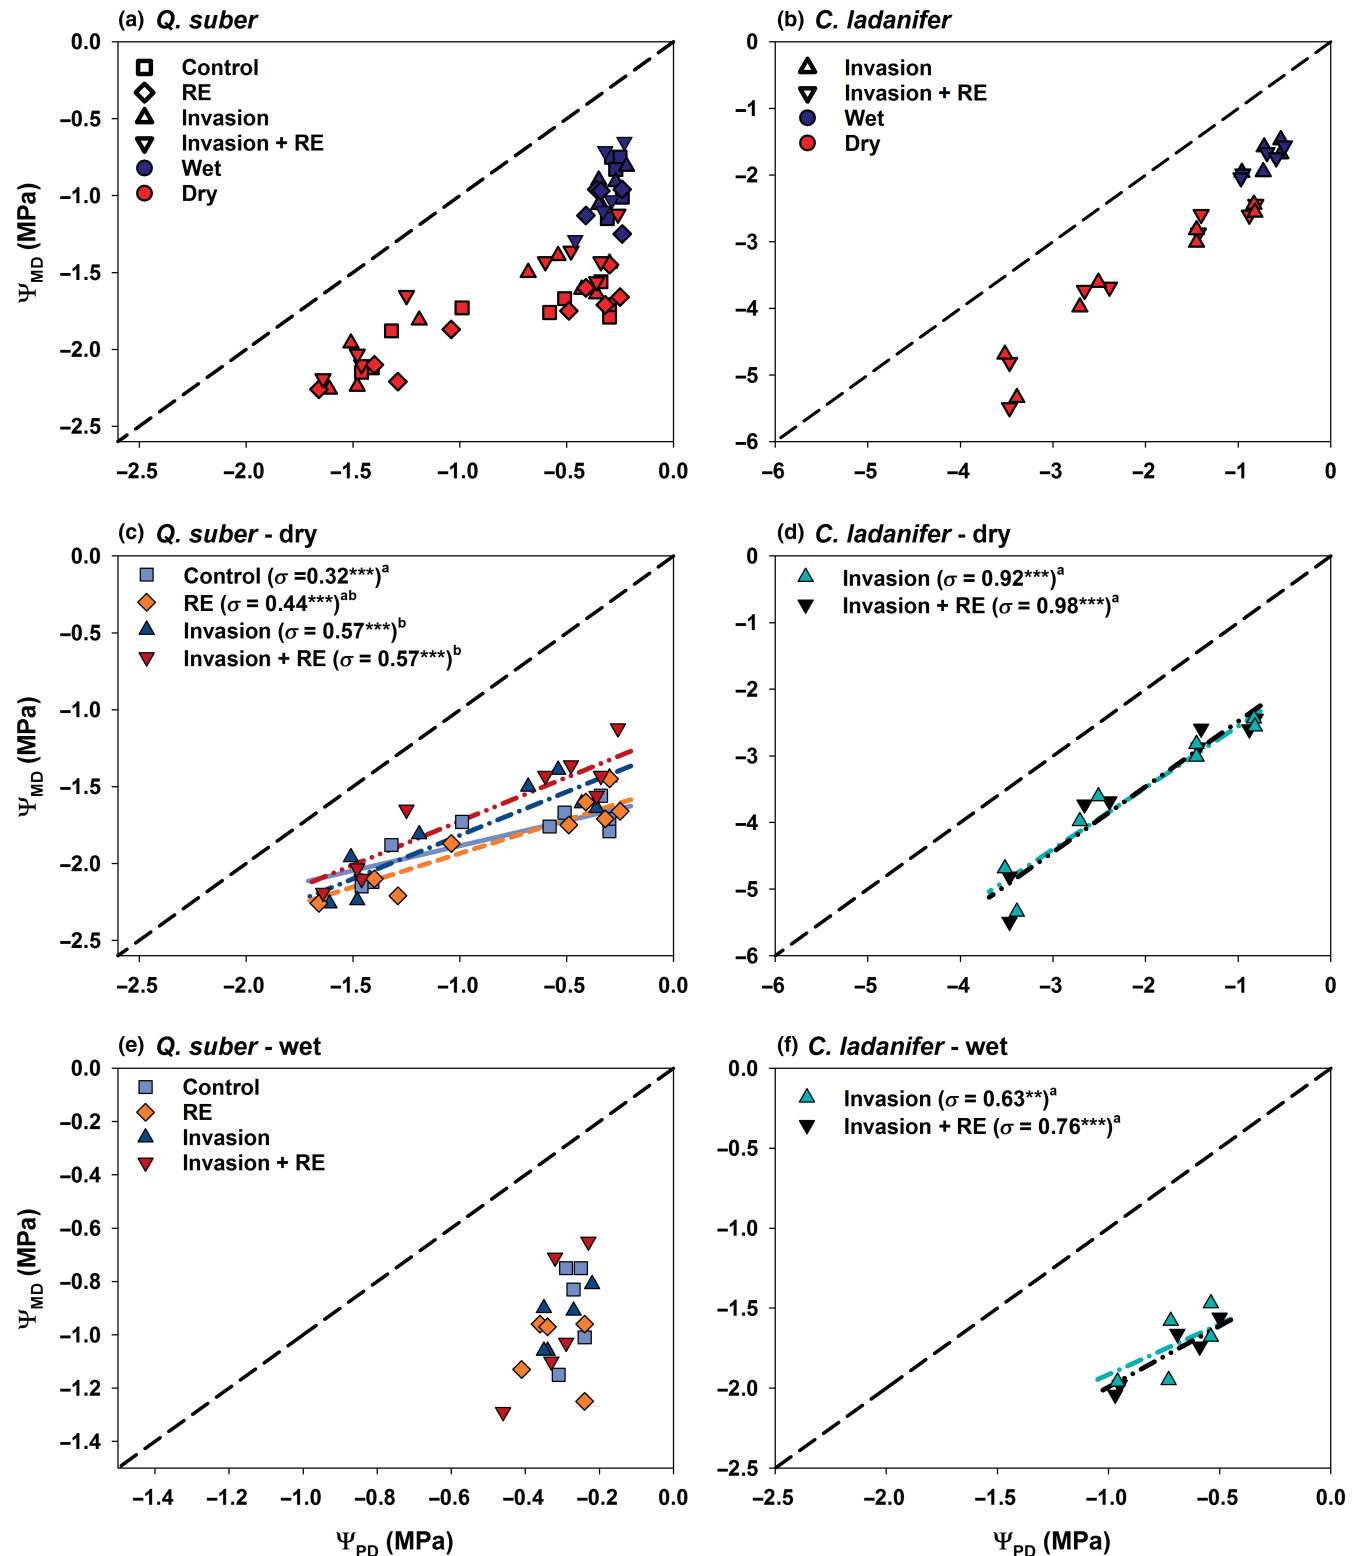 (a) Q. suber
0.0
–0.5
–1.0
–1.5
–2.0
–2.5
ΨMD (MPa)
Control
RE
Invasion
Invasion + RE
Wet
Dry
–2.5 –2.0 –1.5 –1.0 –0.5 0.0
(b) C. ladanifer
0
–1
–2
–3
–4
–5
–6
Invasion
Invasion + RE
Wet
Dry
–6 –5 –4 –3 –2 –1 0
(c) Q. suber - dry
0.0
–0.5
–1.0
–1.5
–2.0
–2.5
ΨMD (MPa)
Control (σ =0.32***)a
RE (σ = 0.44***)ab
Invasion (σ = 0.57***)b
Invasion + RE (σ = 0.57***)b
–2.5 –2.0 –1.5 –1.0 –0.5 0.0
(d) C. ladanifer - dry
0
–1
–2
–3
–4
–5
–6
Invasion (σ = 0.92***)a
Invasion + RE (σ = 0.98***)a
–6 –5 –4 –3 –2 –1 0
(e) Q. suber - wet
0.0
–0.2
–0.4
–0.6
–0.8
–1.0
–1.2
–1.4
ΨMD (MPa)
Control
RE
Invasion
Invasion + RE
–1.4 –1.2 –1.0 –0.8 –0.6 –0.4 –0.2 0.0
ΨPD (MPa)
(f) C. ladanifer - wet
0.0
–0.5
–1.0
–1.5
–2.0
–2.5
Invasion (σ = 0.63**)a
Invasion + RE (σ = 0.76***)a
–2.5 –2.0 –1.5 –1.0 –0.5 0.0
ΨPD (MPa)